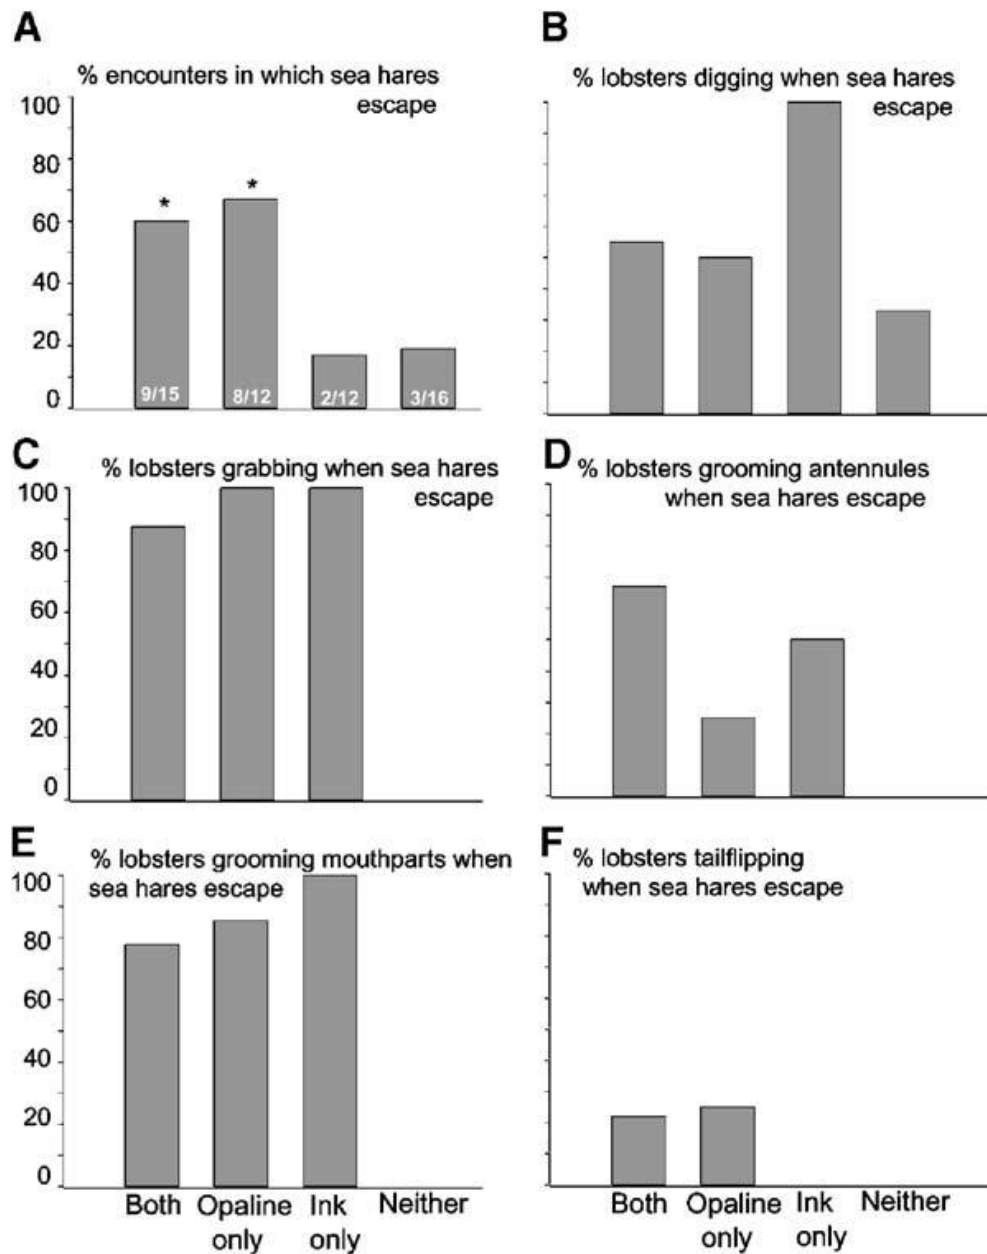 A
% encounters in which sea hares
escape
100
80
60
40
20
0
*
*
9/15
8/12
2/12
3/16
B
% lobsters digging when sea hares
escape
C
% lobsters grabbing when sea hares
escape
100
80
60
40
20
0
D
% lobsters grooming antennules
when sea hares escape
E
% lobsters grooming mouthparts when
sea hares escape
100
80
60
40
20
0
Both Opaline Ink Neither
only only
F
% lobsters tailflipping
when sea hares escape
Both Opaline Ink Neither
only only